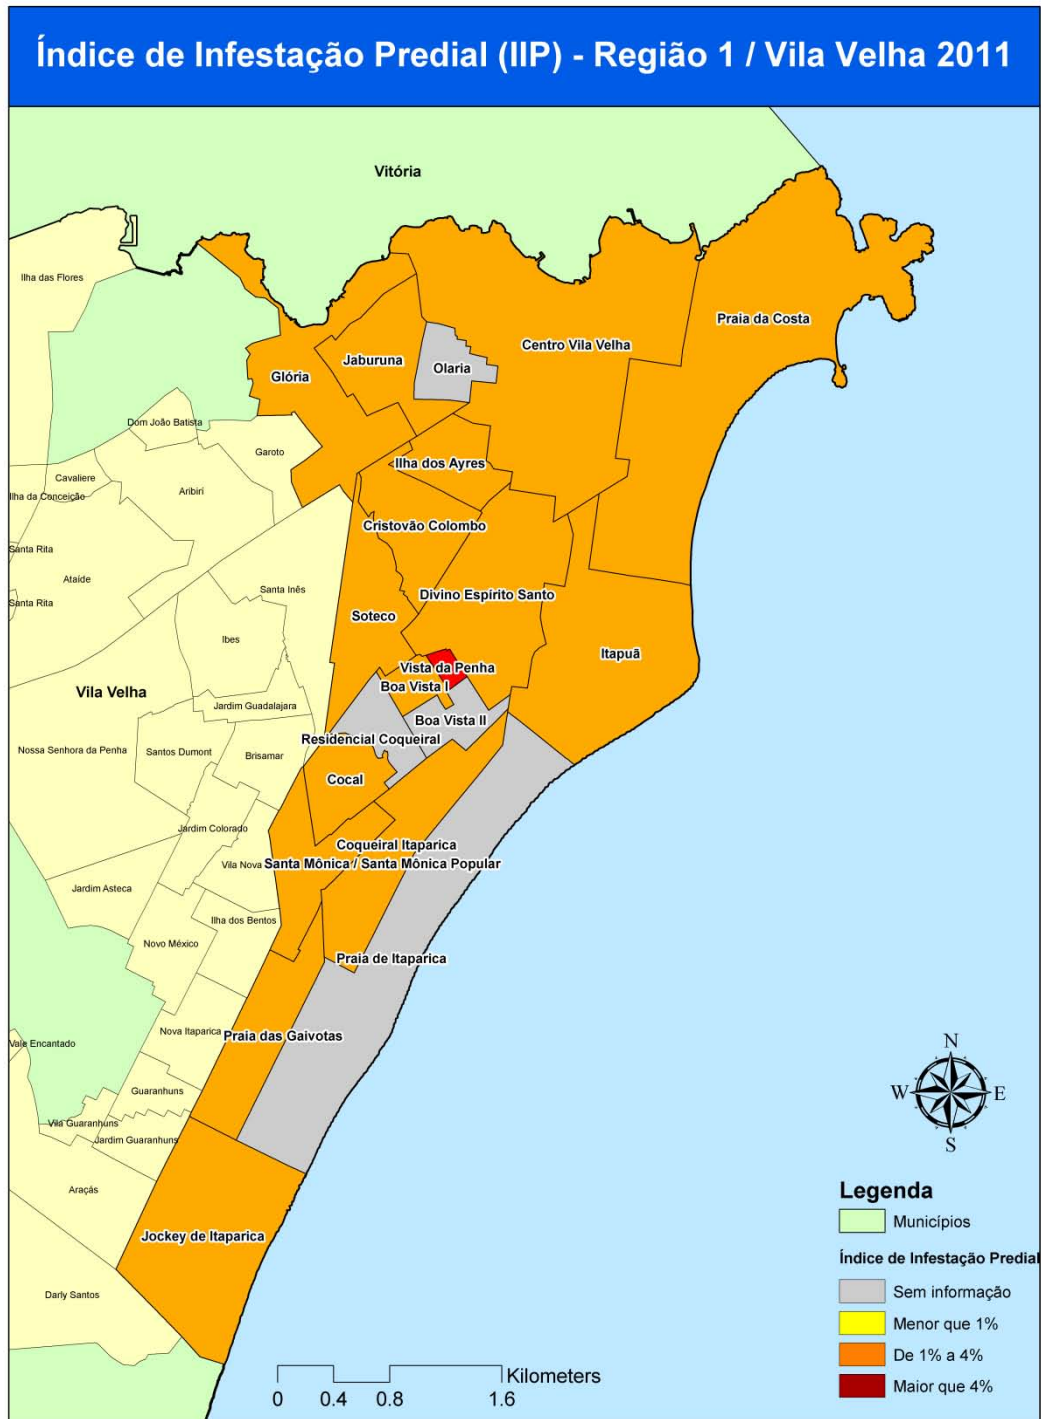 Índice de Infestação Predial (IIP) - Região 1 / Vila Velha 2011
Vitória
Ilha das Flores
Praia da Costa
Centro Vila Velha
Jaburuna
Olaria
Glória
Dom João Batista
Garoto
Ilha dos Ayres
Cavaliere
Aribiri
Ilha da Conceição
Cristovão Colombo
Santa Rita
Ataíde
Santa Inês
Divino Espírito Santo
Santa Rita
Soteco
Ibes
Itapuã
Vista da Penha
Boa Vista I
Vila Velha
Jardim Guadalajara
Boa Vista II
Residencial Coqueiral
Nossa Senhora da Penha
Santos Dumont
Brisamar
Cocal
Jardim Colorado
Coqueiral Itaparica
Vila Nova
Santa Mônica / Santa Mônica Popular
Jardim Asteca
Ilha dos Bentos
Novo México
Praia de Itaparica
Nova Itaparica
Praia das Gaivotas
Vale Encantado
Guaranhuns
Vila Guaranhuns
Jardim Guaranhuns
Araçás
Jockey de Itaparica
Darly Santos
N
W
E
S
Legenda
Municípios
Índice de Infestação Predial
Sem informação
Menor que 1%
De 1% a 4%
Maior que 4%
Kilometers
0 0.4 0.8 1.6